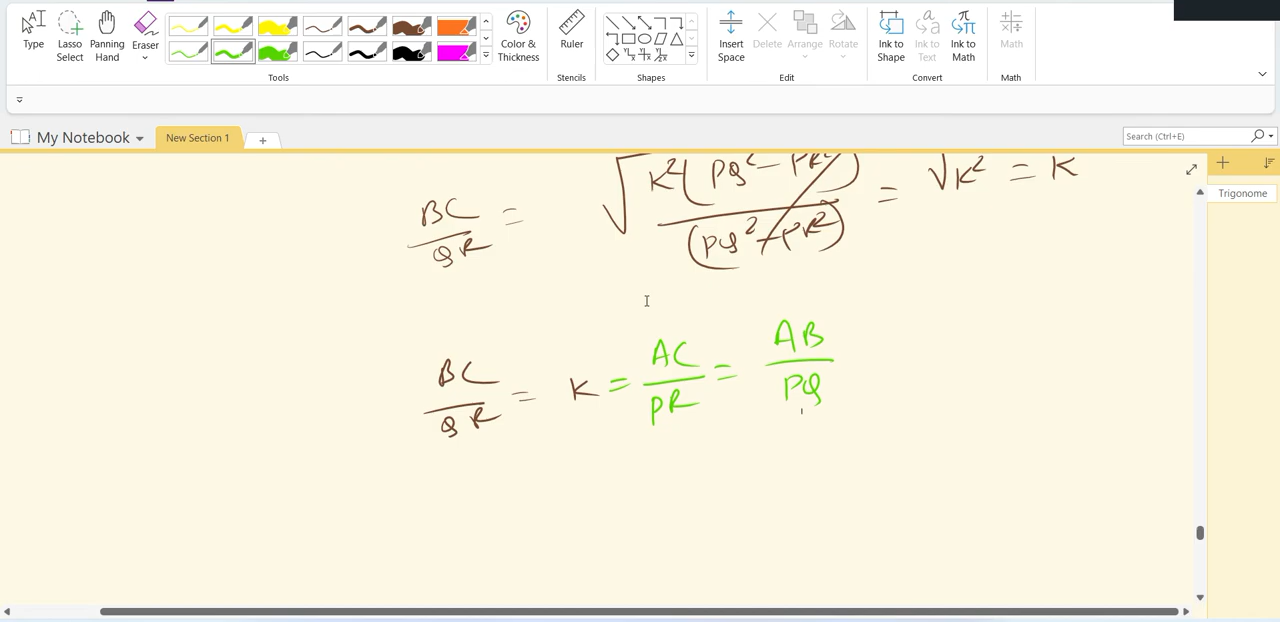 Type
Lasso Select
Panning Hand
Eraser
Color & Thickness
Ruler
Insert Space
Delete
Arrange
Rotate
Ink to Shape
Ink to Text
Ink to Math
Math
Tools
Stencils
Shapes
Edit
Convert
Math
My Notebook
New Section 1
Search (Ctrl+E)
Trigonome
BC/QR = √(K²(PQ² - PR²)/(PQ² - PR²)) = √K² = K
BC/QR = K = AC/PR = AB/PQ